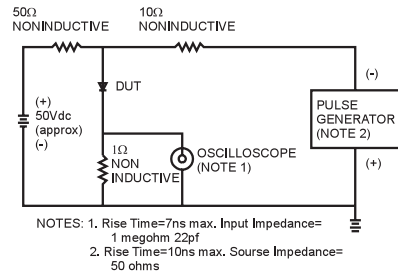 50Ω
NONINDUCTIVE
10Ω
NONINDUCTIVE
DUT
(+)
50Vdc
(approx)
(-)
1Ω
NON
INDUCTIVE
OSCILLOSCOPE
(NOTE 1)
(-)
PULSE
GENERATOR
(NOTE 2)
(+)
NOTES: 1. Rise Time=7ns max. Input Impedance=
1 megohm 22pf
2. Rise Time=10ns max. Sourse Impedance=
50 ohms